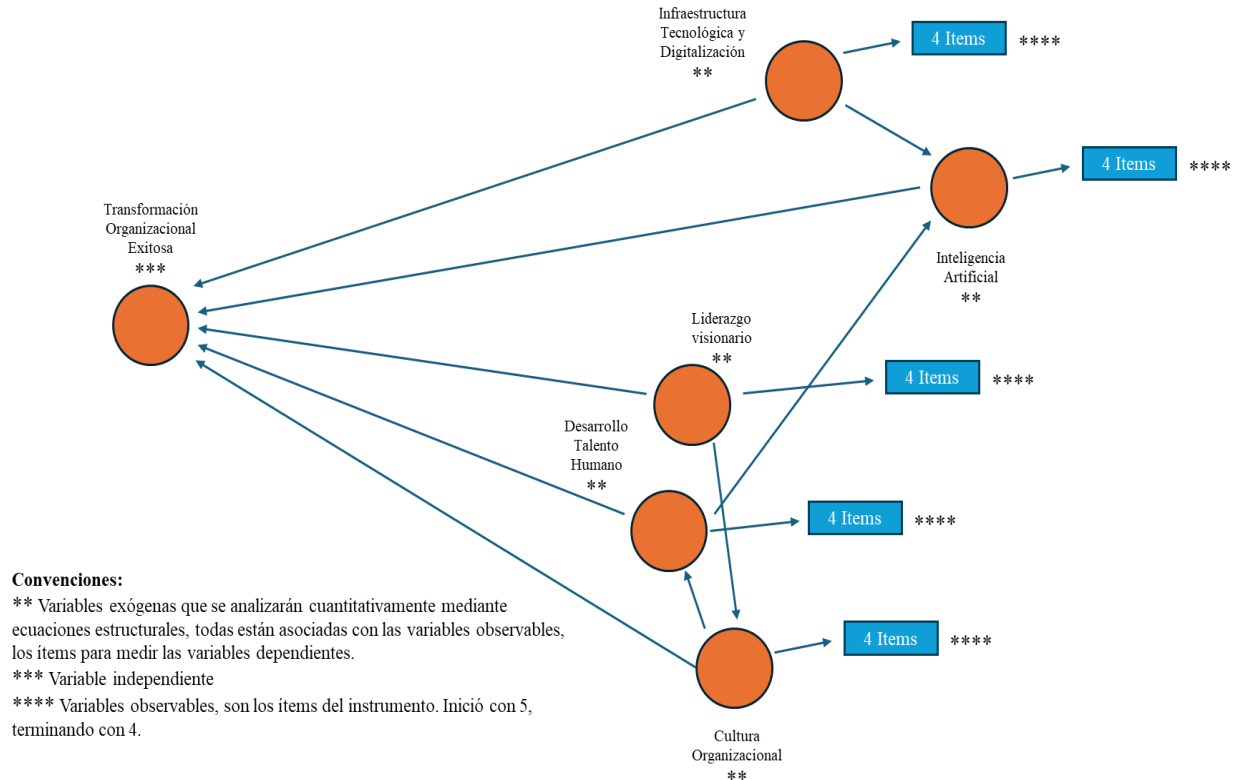 Infraestructura
Tecnológica y
Digitalización
**
4 Items ****
4 Items ****
Transformación
Organizacional
Exitosa
***
Inteligencia
Artificial
**
Liderazgo
visionario
**
4 Items ****
Desarrollo
Talento
Humano
**
4 Items ****
Convenciones:
** Variables exógenas que se analizarán cuantitativamente mediante
ecuaciones estructurales, todas están asociadas con las variables observables,
los ítems para medir las variables dependientes.
*** Variable independiente
**** Variables observables, son los ítems del instrumento. Inició con 5,
terminando con 4.
4 Items ****
Cultura
Organizacional
**